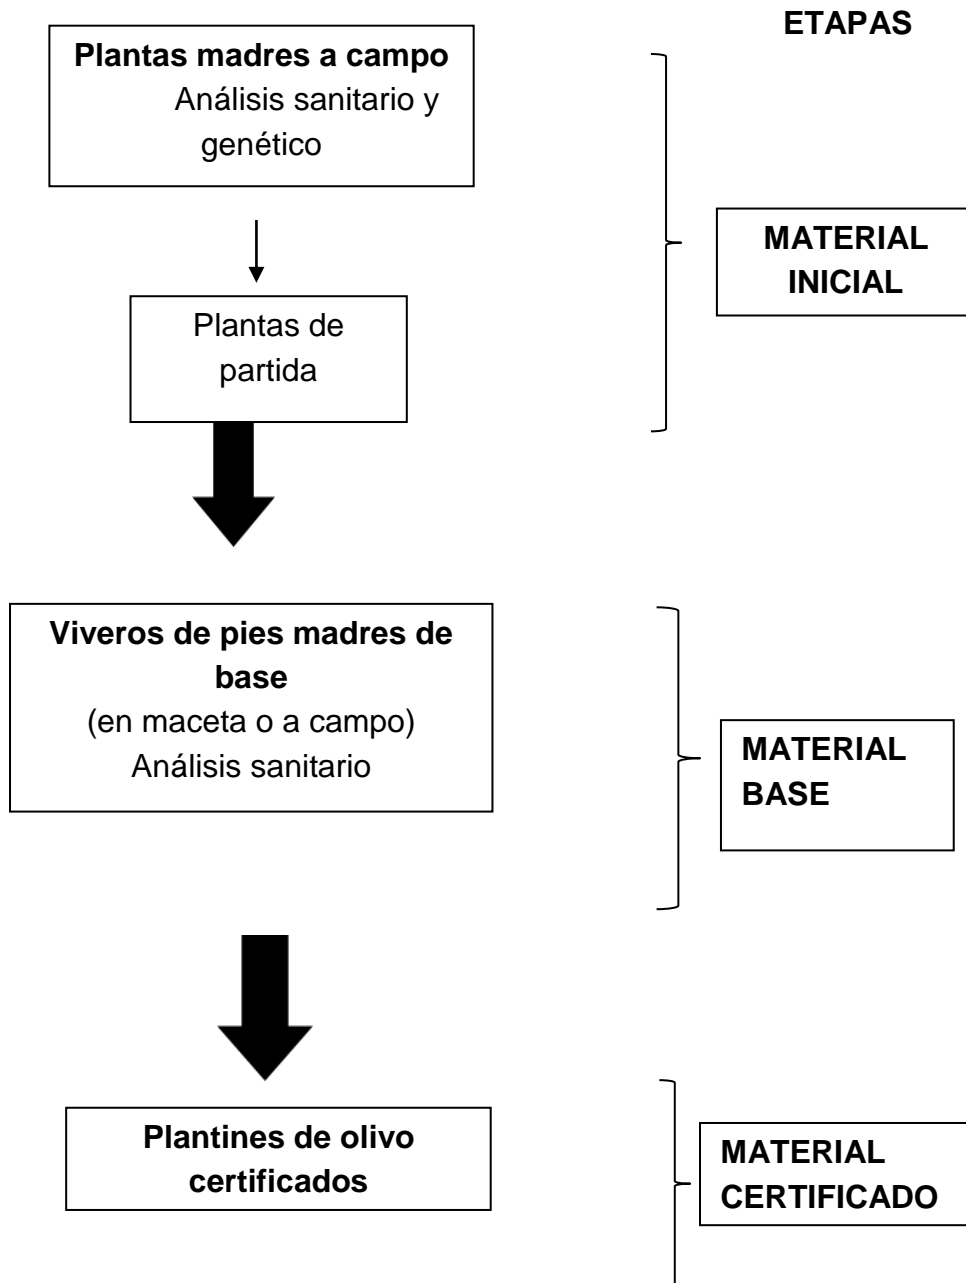 ETAPAS
Plantas madres a campo
Análisis sanitario y
genético
MATERIAL
INICIAL
Plantas de
partida
Viveros de pies madres de
base
(en maceta o a campo)
Análisis sanitario
MATERIAL
BASE
Plantines de olivo
certificados
MATERIAL
CERTIFICADO